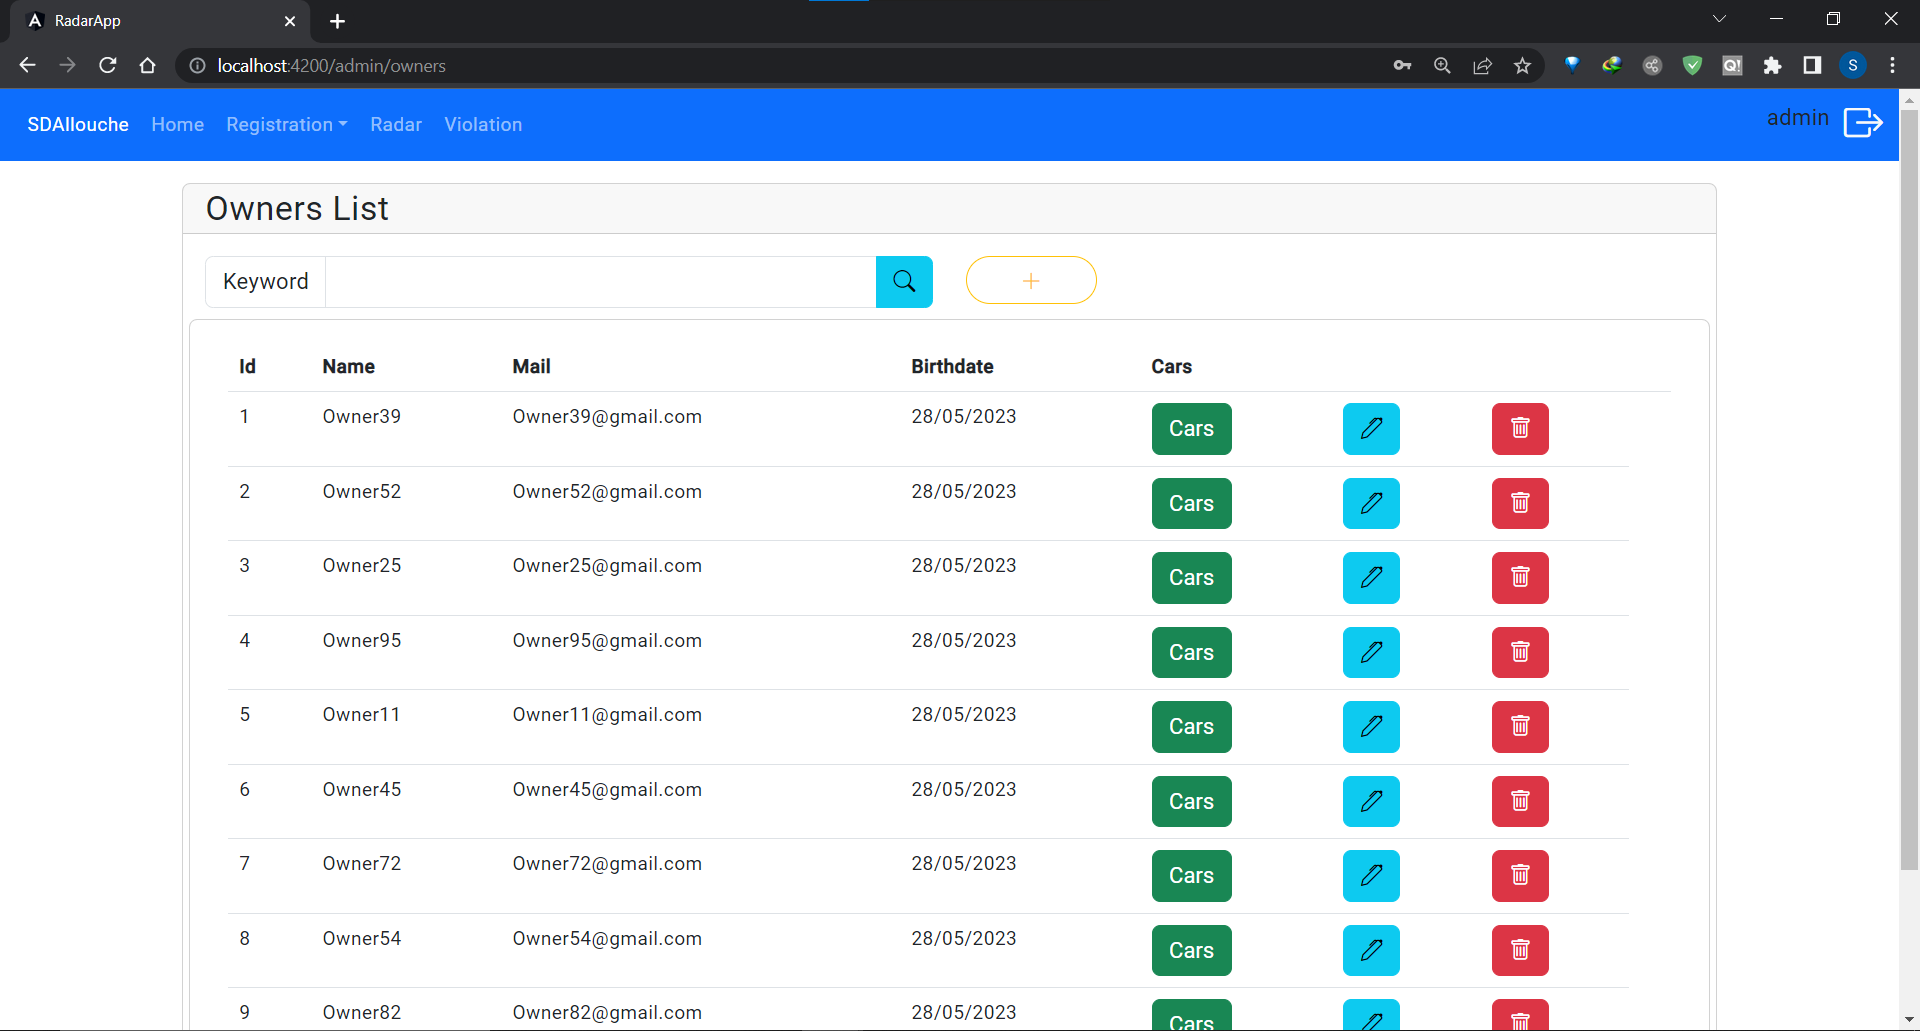 RadarApp
localhost:4200/admin/owners
S
SDAllouche Home Registration Radar Violation admin
Owners List
Keyword
+
Id Name Mail Birthdate Cars
1 Owner39 Owner39@gmail.com 28/05/2023 Cars
2 Owner52 Owner52@gmail.com 28/05/2023 Cars
3 Owner25 Owner25@gmail.com 28/05/2023 Cars
4 Owner95 Owner95@gmail.com 28/05/2023 Cars
5 Owner11 Owner11@gmail.com 28/05/2023 Cars
6 Owner45 Owner45@gmail.com 28/05/2023 Cars
7 Owner72 Owner72@gmail.com 28/05/2023 Cars
8 Owner54 Owner54@gmail.com 28/05/2023 Cars
9 Owner82 Owner82@gmail.com 28/05/2023 Cars